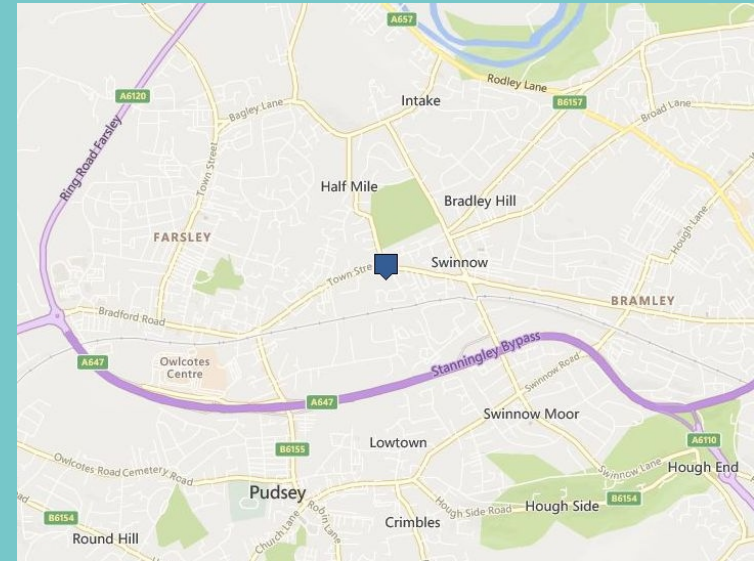 A657
Rodley Lane
A6120
Intake
B6157
Bagley Lane
Broad Lane
Ring Road Farsley
Town Street
Half Mile
Bradley Hill
Hough Lane
FARSLEY
Swinnow
Town Stre
BRAMLEY
Bradford Road
Stanningley Bypass
Owlcotes
Centre
A647
Swinnow Road
A647
Swinnow Moor
Lowtown
A6110
B6155
Owlcotes Road Cemetery Road
Swinnow Lane
Hough End
Pudsey
Robin Lane
Hough Side Road
Hough Side
B6154
B6154
Crimbles
Church Lane
Round Hill